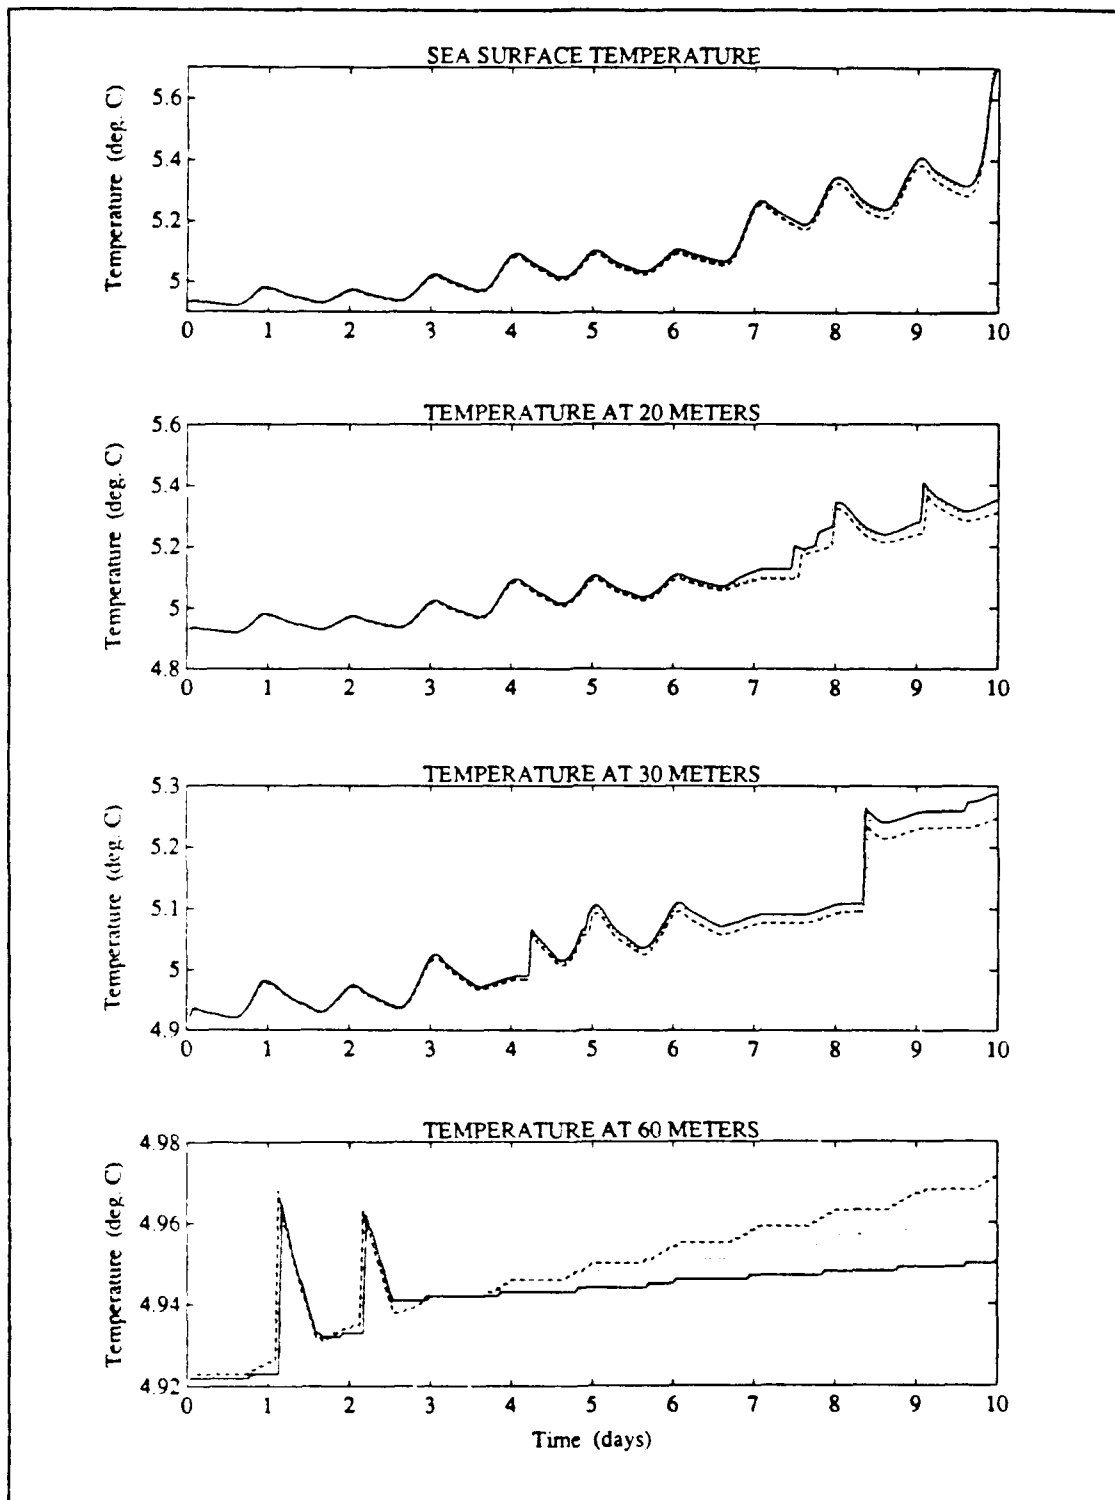 SEA SURFACE TEMPERATURE
Temperature (deg. C)
5.6
5.4
5.2
5
0 1 2 3 4 5 6 7 8 9 10
TEMPERATURE AT 20 METERS
Temperature (deg. C)
5.6
5.4
5.2
5
4.8
0 1 2 3 4 5 6 7 8 9 10
TEMPERATURE AT 30 METERS
Temperature (deg. C)
5.3
5.2
5.1
5
4.9
0 1 2 3 4 5 6 7 8 9 10
TEMPERATURE AT 60 METERS
Temperature (deg. C)
4.98
4.96
4.94
4.92
0 1 2 3 4 5 6 7 8 9 10
Time (days)